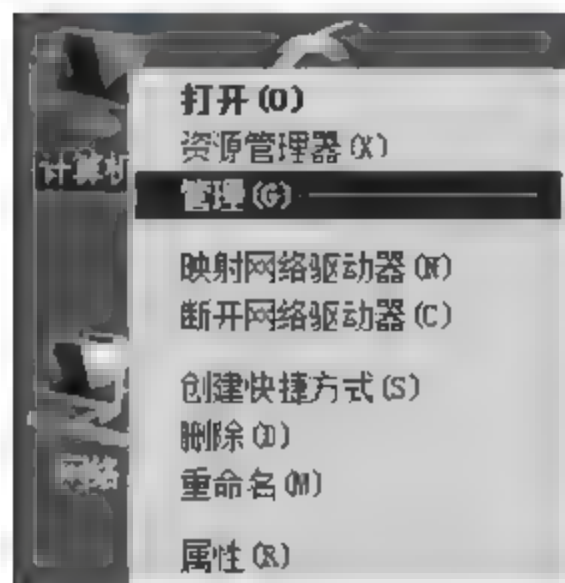 打开(O)
资源管理器(X)
计算机
管理(G)
映射网络驱动器(N)
断开网络驱动器(C)
创建快捷方式(S)
删除(D)
网络
重命名(M)
属性(R)